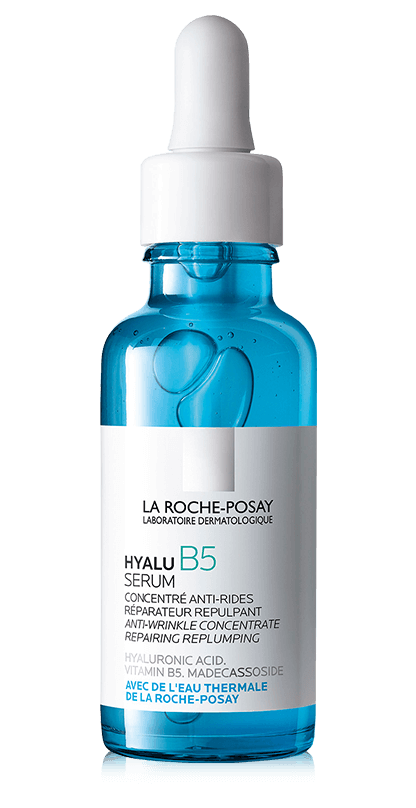 LA ROCHE-POSAY
LABORATOIRE DERMATOLOGIQUE
HYALU B5
SERUM
CONCENTRÉ ANTI-RIDES
RÉPARATEUR REPULPANT
ANTI-WRINKLE CONCENTRATE
REPAIRING REPLUMPING
HYALURONIC ACID.
VITAMIN B5. MADECASSOSIDE
AVEC DE L'EAU THERMALE
DE LA ROCHE-POSAY